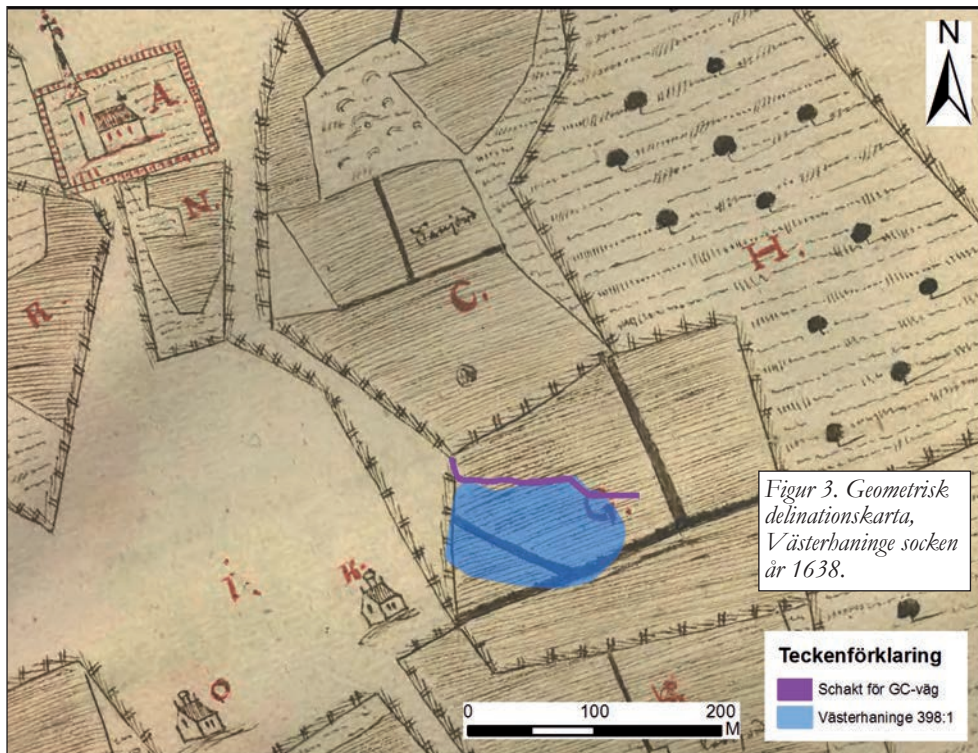 N
A.
N.
Tanjord
H.
R.
C.
Figur 3. Geometrisk
delinationskarta,
Västerhaninge socken
år 1638.
K.
O
Teckenförklaring
Schakt för GC-väg
Västerhaninge 398:1
0 100 200
M